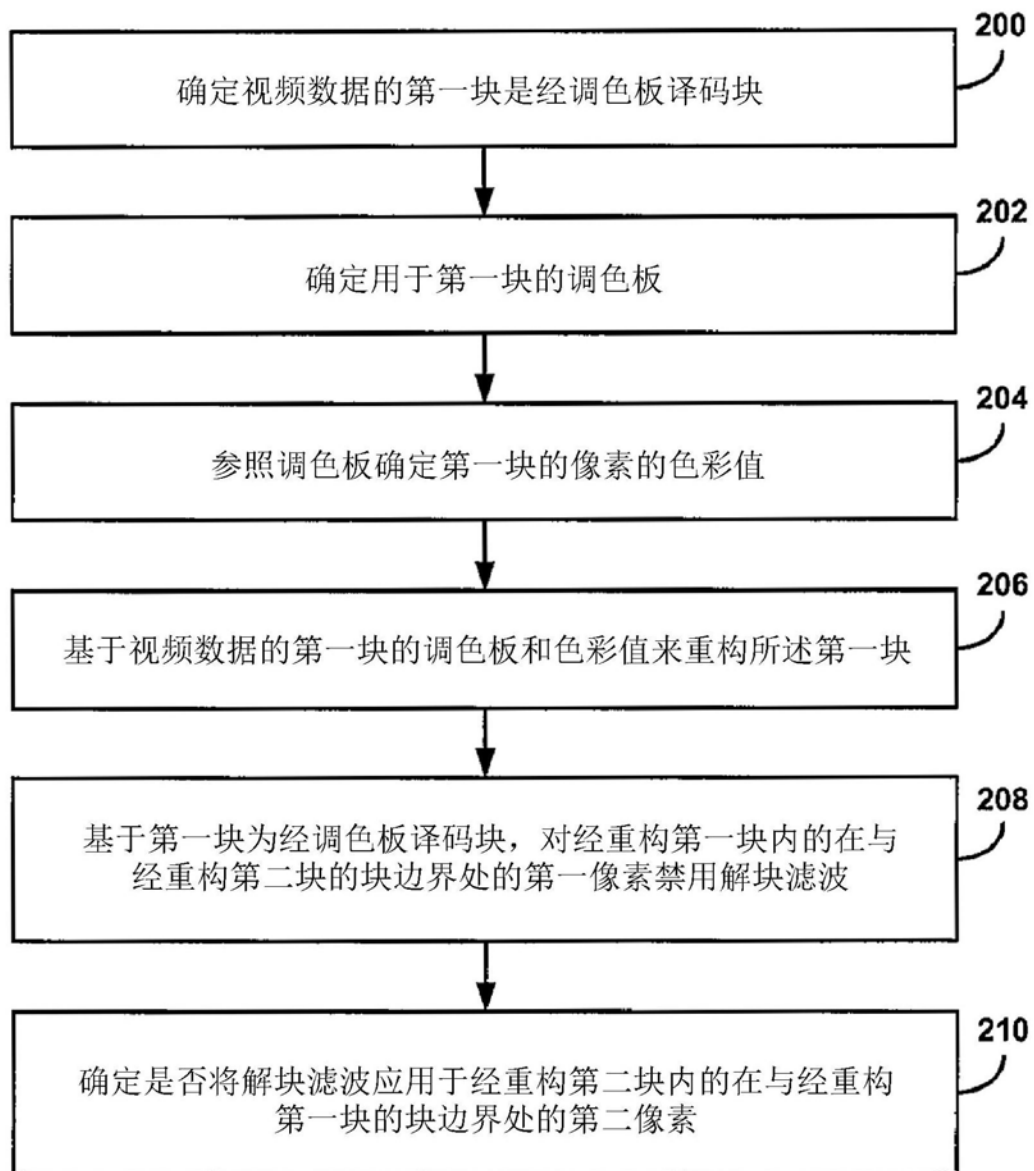 200
确定视频数据的第一块是经调色板译码块
202
确定用于第一块的调色板
204
参照调色板确定第一块的像素的色彩值
206
基于视频数据的第一块的调色板和色彩值来重构所述第一块
208
基于第一块为经调色板译码块，对经重构第一块内的在与
经重构第二块的块边界处的第一像素禁用解块滤波
210
确定是否将解块滤波应用于经重构第二块内的在与经重构
第一块的块边界处的第二像素